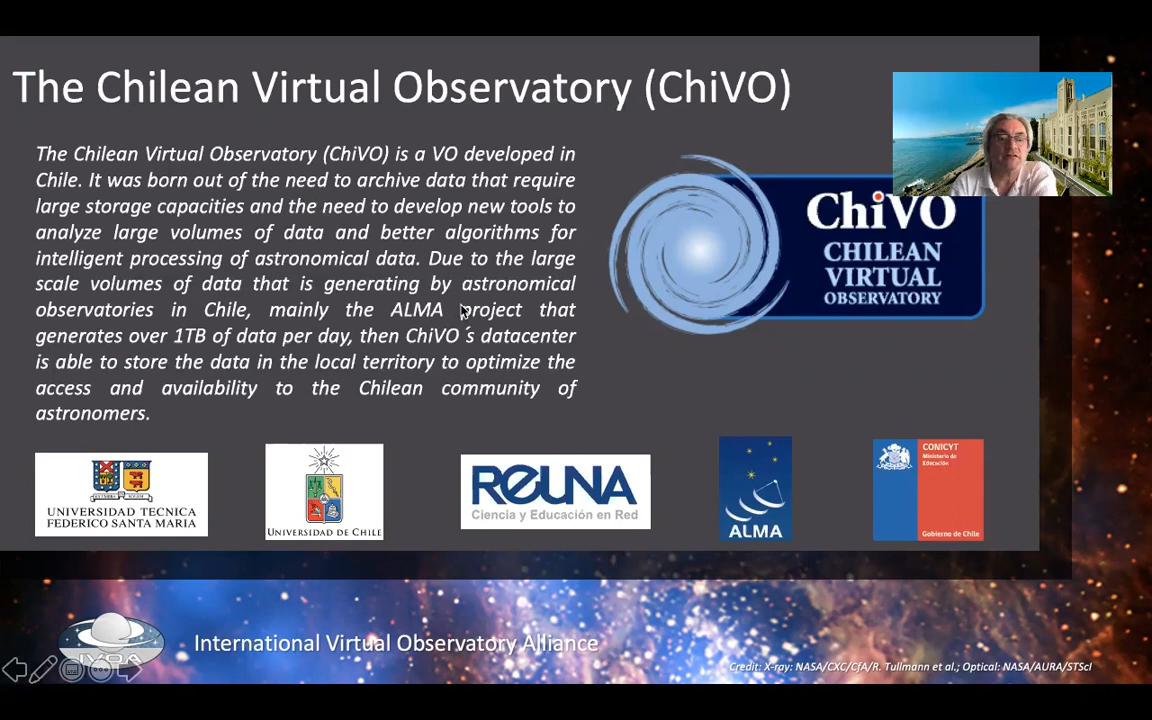 The Chilean Virtual Observatory (ChiVO)
The Chilean Virtual Observatory (ChiVO) is a VO developed in
Chile. It was born out of the need to archive data that require
large storage capacities and the need to develop new tools to
analyze large volumes of data and better algorithms for
intelligent processing of astronomical data. Due to the large
scale volumes of data that is generating by astronomical
observatories in Chile, mainly the ALMA project that
generates over 1TB of data per day, then ChiVO´s datacenter
is able to store the data in the local territory to optimize the
access and availability to the Chilean community of
astronomers.
ChiVO
CHILEAN
VIRTUAL
OBSERVATORY
UNIVERSIDAD TECNICA
FEDERICO SANTA MARIA
UNIVERSIDAD DE CHILE
REUNA
Ciencia y Educación en Red
ALMA
CONICYT
Ministerio de
Educación
Gobierno de Chile
IVOA
International Virtual Observatory Alliance
Credit: X-ray: NASA/CXC/CfA/R. Tullmann et al.; Optical: NASA/AURA/STScI